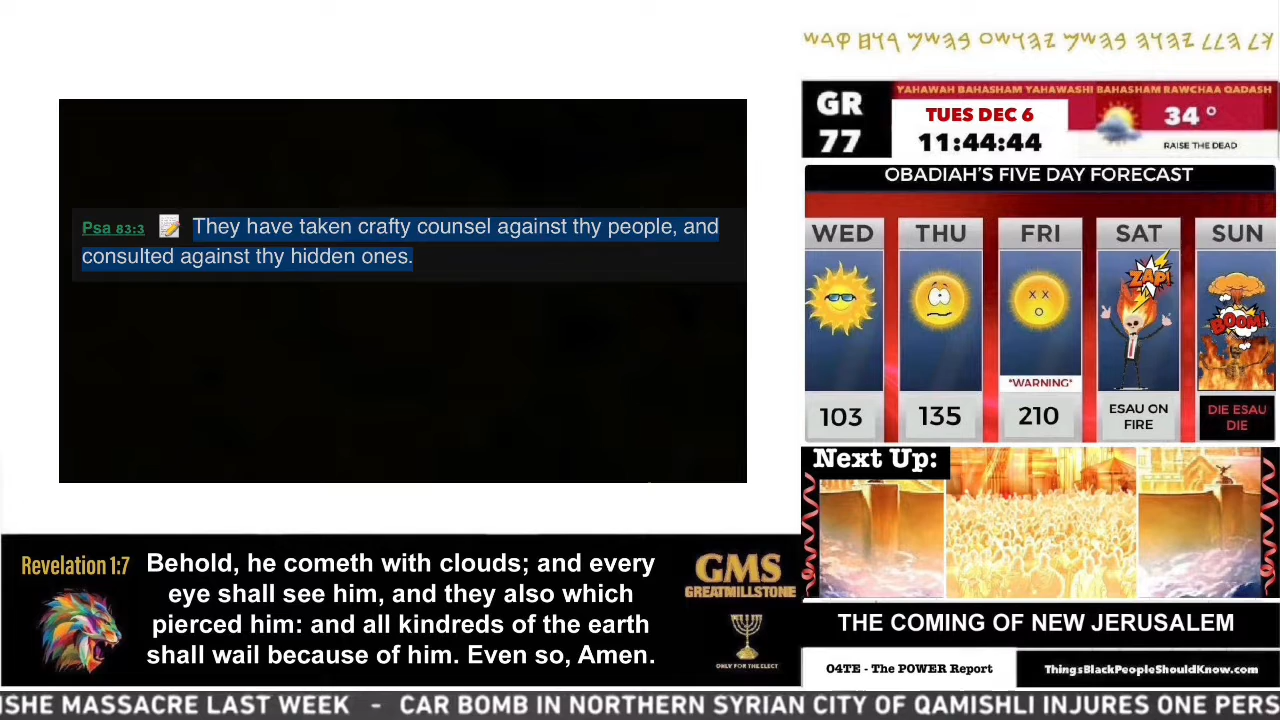 YAHAWAH BAHASHAM YAHAWASHI BAHASHAM RAWCHAA QADASH
GR
77
TUES DEC 6
11:44:44
34°
RAISE THE DEAD
OBADIAH'S FIVE DAY FORECAST
WED THU FRI SAT SUN
ZAP!
BOOM!
*WARNING*
103 135 210 ESAU ON FIRE DIE ESAU DIE
Psa 83:3 They have taken crafty counsel against thy people, and
consulted against thy hidden ones.
Next Up:
THE COMING OF NEW JERUSALEM
04TE - The POWER Report
ThingsBlackPeopleShouldKnow.com
Revelation 1:7
Behold, he cometh with clouds; and every
eye shall see him, and they also which
pierced him: and all kindreds of the earth
shall wail because of him. Even so, Amen.
GMS
GREATMILLSTONE
ONLY FOR THE ELECT
MASSACRE LAST WEEK - CAR BOMB IN NORTHERN SYRIAN CITY OF QAMISHLI INJURES ONE PERS